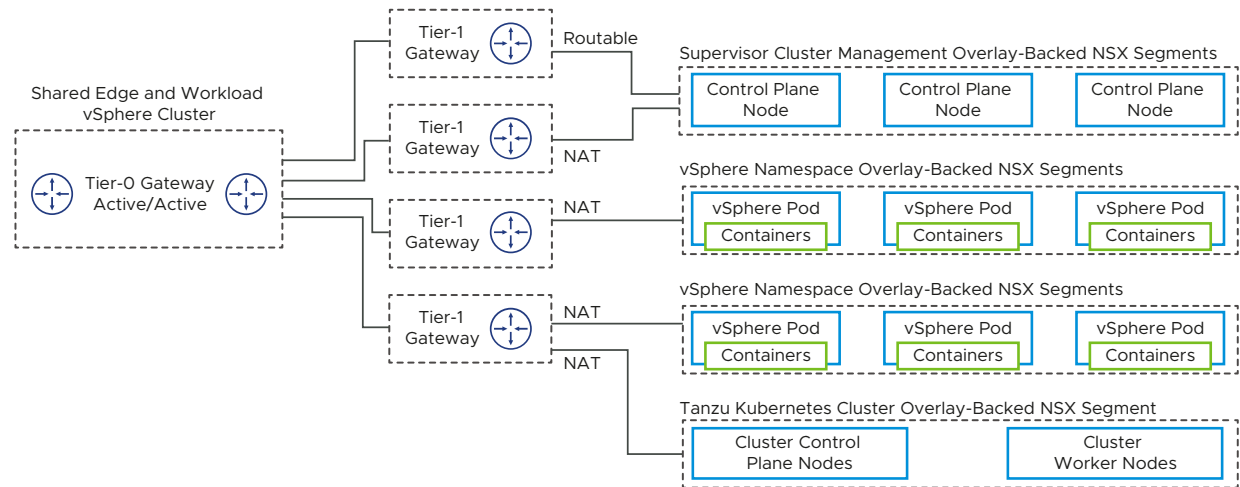 Shared Edge and Workload
vSphere Cluster
Tier-0 Gateway
Active/Active
Tier-1
Gateway
Routable
Tier-1
Gateway
NAT
Tier-1
Gateway
NAT
Tier-1
Gateway
NAT
NAT
Supervisor Cluster Management Overlay-Backed NSX Segments
Control Plane
Node
Control Plane
Node
Control Plane
Node
vSphere Namespace Overlay-Backed NSX Segments
vSphere Pod
Containers
vSphere Pod
Containers
vSphere Pod
Containers
vSphere Namespace Overlay-Backed NSX Segments
vSphere Pod
Containers
vSphere Pod
Containers
vSphere Pod
Containers
Tanzu Kubernetes Cluster Overlay-Backed NSX Segment
Cluster Control
Plane Nodes
Cluster
Worker Nodes